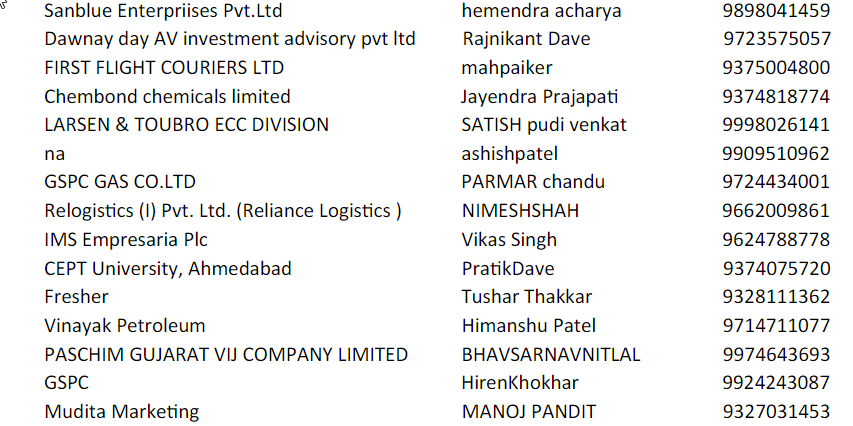 Sanblue Enterpriises Pvt.Ltd hemendra acharya 9898041459
Dawnay day AV investment advisory pvt ltd Rajnikant Dave 9723575057
FIRST FLIGHT COURIERS LTD mahpaiker 9375004800
Chembond chemicals limited Jayendra Prajapati 9374818774
LARSEN & TOUBRO ECC DIVISION SATISH pudi venkat 9998026141
na ashishpatel 9909510962
GSPC GAS CO.LTD PARMAR chandu 9724434001
Relogistics (I) Pvt. Ltd. (Reliance Logistics ) NIMESHSHAH 9662009861
IMS Empresaria Plc Vikas Singh 9624788778
CEPT University, Ahmedabad PratikDave 9374075720
Fresher Tushar Thakkar 9328111362
Vinayak Petroleum Himanshu Patel 9714711077
PASCHIM GUJARAT VIJ COMPANY LIMITED BHAVSARNAVNITLAL 9974643693
GSPC HirenKhokhar 9924243087
Mudita Marketing MANOJ PANDIT 9327031453